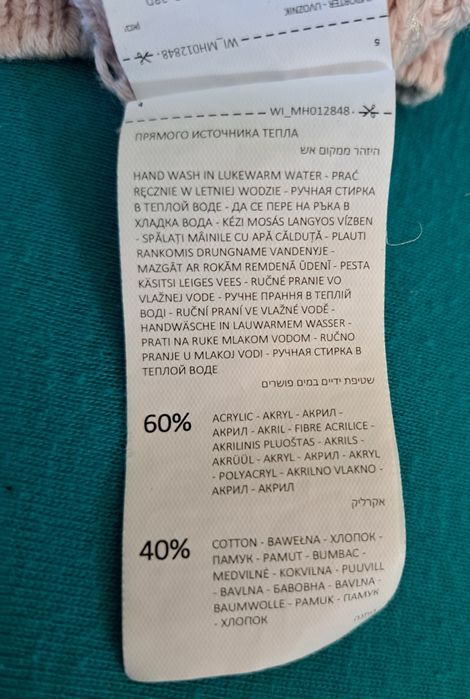 WI_MH012848
5
WI_MH012848
ПРЯМОГО ИСТОЧНИКА ТЕПЛА
היזהר ממקום אש
HAND WASH IN LUKEWARM WATER - PRAĆ
RĘCZNIE W LETNIEJ WODZIE - РУЧНАЯ СТИРКА
В ТЕПЛОЙ ВОДЕ - ДА СЕ ПЕРЕ НА РЪКА В
ХЛАДКА ВОДА - KÉZI MOSÁS LANGYOS VÍZBEN
- SPĂLAȚI MÂINILE CU APĂ CĂLDUȚĂ - PLAUTI
RANKOMIS DRUNGNAME VANDENYJE -
MAZGĀT AR ROKĀM REMDENĀ ŪDENĪ - PESTA
KÄSITSI LEIGES VEES - RUČNÉ PRANIE VO
VLAŽNEJ VODE - РУЧНЕ ПРАННЯ В ТЕПЛІЙ
ВОДІ - RUČNÍ PRANÍ VE VLAŽNÉ VODĚ -
HANDWÄSCHE IN LAUWARMEM WASSER -
PRATI NA RUKE MLAKOM VODOM - RUČNO
PRANJE U MLAKOJ VODI - РУЧНАЯ СТИРКА В
ТЕПЛОЙ ВОДЕ
שטיפת ידיים במים פושרים
60% ACRYLIC - AKRYL - АКРИЛ -
АКРИЛ - AKRIL - FIBRE ACRILICE -
AKRILINIS PLUOŠTAS - AKRILS -
AKRÜÜL - AKRYL - АКРИЛ - AKRYL
- POLYACRYL - AKRILNO VLAKNO -
АКРИЛ - АКРИЛ
אקרליק
40% COTTON - BAWEŁNA - ХЛОПОК -
ПАМУК - PAMUT - BUMBAC -
MEDVILNĖ - KOKVILNA - PUUVILL
- BAVLNA - БАВОВНА - BAVLNA -
BAUMWOLLE - PAMUK - ПАМУК
- ХЛОПОК